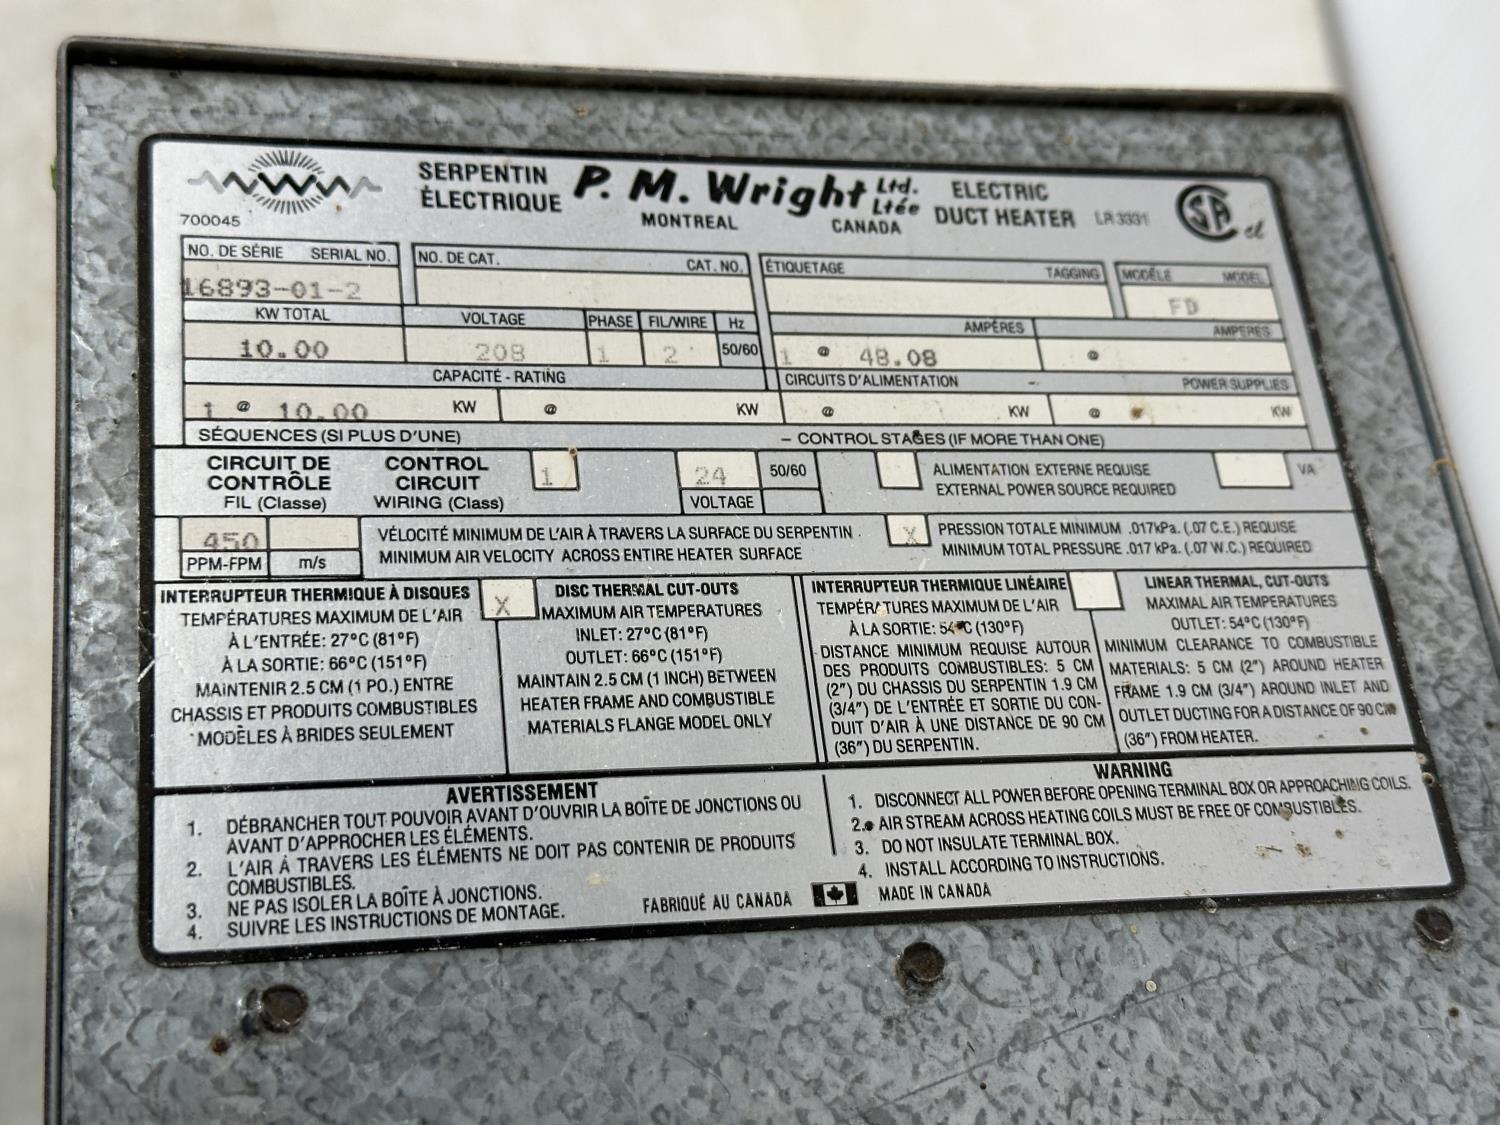 SERPENTIN ÉLECTRIQUE P. M. Wright Ltd. Ltée ELECTRIC DUCT HEATER LR 3331
MONTREAL CANADA
700045
NO. DE SÉRIE SERIAL NO. NO. DE CAT. CAT. NO. ÉTIQUETAGE TAGGING MODÈLE MODEL
16893-01-2 FD
KW TOTAL VOLTAGE PHASE FIL/WIRE Hz AMPÉRES AMPERES
10.00 208 1 2 50/60 1 @ 48.08 @
CAPACITÉ - RATING CIRCUITS D'ALIMENTATION - POWER SUPPLIES
1 @ 10.00 KW @ KW @ KW @ KW
SÉQUENCES (SI PLUS D'UNE) – CONTROL STAGES (IF MORE THAN ONE)
CIRCUIT DE CONTRÔLE FIL (Classe)
CONTROL CIRCUIT WIRING (Class)
1 24 50/60
VOLTAGE
ALIMENTATION EXTERNE REQUISE VA
EXTERNAL POWER SOURCE REQUIRED
450
PPM-FPM m/s
VÉLOCITÉ MINIMUM DE L'AIR À TRAVERS LA SURFACE DU SERPENTIN
MINIMUM AIR VELOCITY ACROSS ENTIRE HEATER SURFACE
X
PRESSION TOTALE MINIMUM .017kPa. (.07 C.E.) REQUISE
MINIMUM TOTAL PRESSURE .017 kPa. (.07 W.C.) REQUIRED
INTERRUPTEUR THERMIQUE À DISQUES
TEMPÉRATURES MAXIMUM DE L'AIR
À L'ENTRÉE: 27°C (81°F)
À LA SORTIE: 66°C (151°F)
MAINTENIR 2.5 CM (1 PO.) ENTRE
CHASSIS ET PRODUITS COMBUSTIBLES
MODÈLES À BRIDES SEULEMENT
X
DISC THERMAL CUT-OUTS
MAXIMUM AIR TEMPERATURES
INLET: 27°C (81°F)
OUTLET: 66°C (151°F)
MAINTAIN 2.5 CM (1 INCH) BETWEEN
HEATER FRAME AND COMBUSTIBLE
MATERIALS FLANGE MODEL ONLY
INTERRUPTEUR THERMIQUE LINÉAIRE
TEMPÉRATURES MAXIMUM DE L'AIR
À LA SORTIE: 54°C (130°F)
DISTANCE MINIMUM REQUISE AUTOUR
DES PRODUITS COMBUSTIBLES: 5 CM
(2") DU CHASSIS DU SERPENTIN 1.9 CM
(3/4") DE L'ENTRÉE ET SORTIE DU CON-
DUIT D'AIR À UNE DISTANCE DE 90 CM
(36") DU SERPENTIN.
LINEAR THERMAL, CUT-OUTS
MAXIMAL AIR TEMPERATURES
OUTLET: 54°C (130°F)
MINIMUM CLEARANCE TO COMBUSTIBLE
MATERIALS: 5 CM (2") AROUND HEATER
FRAME 1.9 CM (3/4") AROUND INLET AND
OUTLET DUCTING FOR A DISTANCE OF 90 CM
(36") FROM HEATER.
AVERTISSEMENT
1. DÉBRANCHER TOUT POUVOIR AVANT D'OUVRIR LA BOÎTE DE JONCTIONS OU
AVANT D'APPROCHER LES ÉLÉMENTS.
2. L'AIR À TRAVERS LES ÉLÉMENTS NE DOIT PAS CONTENIR DE PRODUITS
COMBUSTIBLES.
3. NE PAS ISOLER LA BOÎTE À JONCTIONS.
4. SUIVRE LES INSTRUCTIONS DE MONTAGE.
WARNING
1. DISCONNECT ALL POWER BEFORE OPENING TERMINAL BOX OR APPROACHING COILS.
2. AIR STREAM ACROSS HEATING COILS MUST BE FREE OF COMBUSTIBLES.
3. DO NOT INSULATE TERMINAL BOX.
4. INSTALL ACCORDING TO INSTRUCTIONS.
FABRIQUÉ AU CANADA MADE IN CANADA